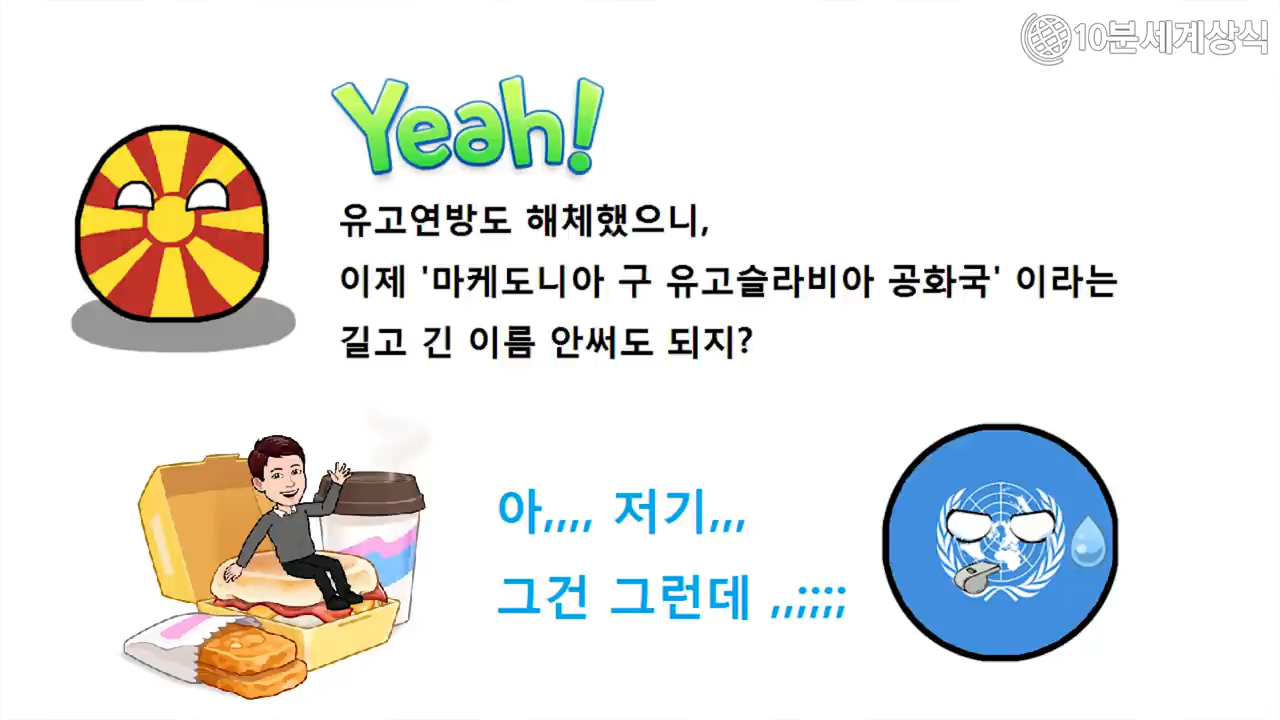 10분세계상식
Yeah!
유고연방도 해체했으니,
이제 '마케도니아 구 유고슬라비아 공화국' 이라는
길고 긴 이름 안써도 되지?
아,,,, 저기,,,
그건 그런데 ,,;;;;